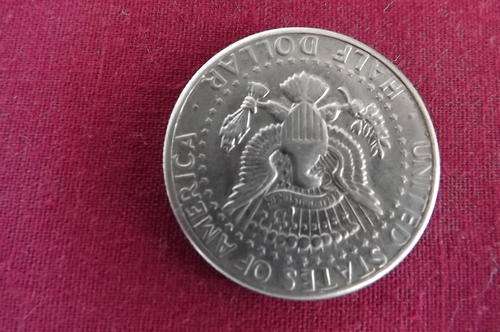 UNITED STATES OF AMERICA
HALF DOLLAR